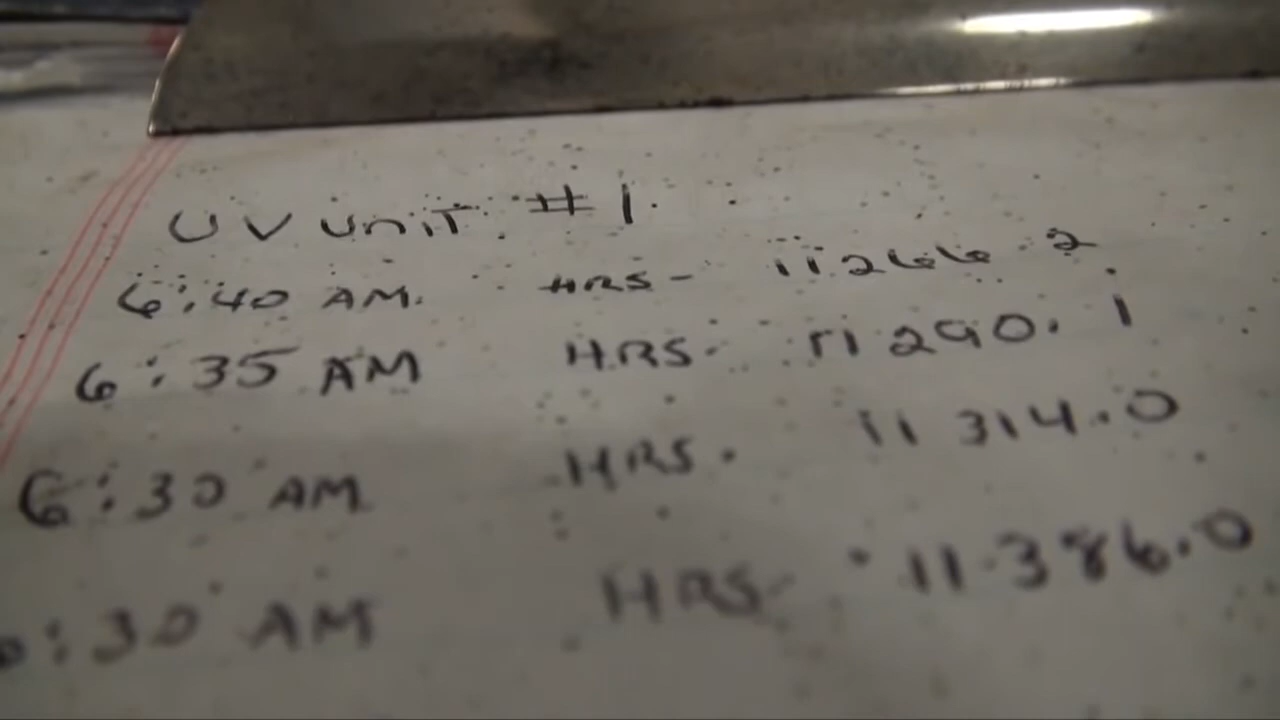 UV UNIT #1
6:40 AM. HRS- 11266.2
6:35 AM HRS. 11290.1
6:30 AM HRS. 11314.0
6:30 AM HRS 11386.0